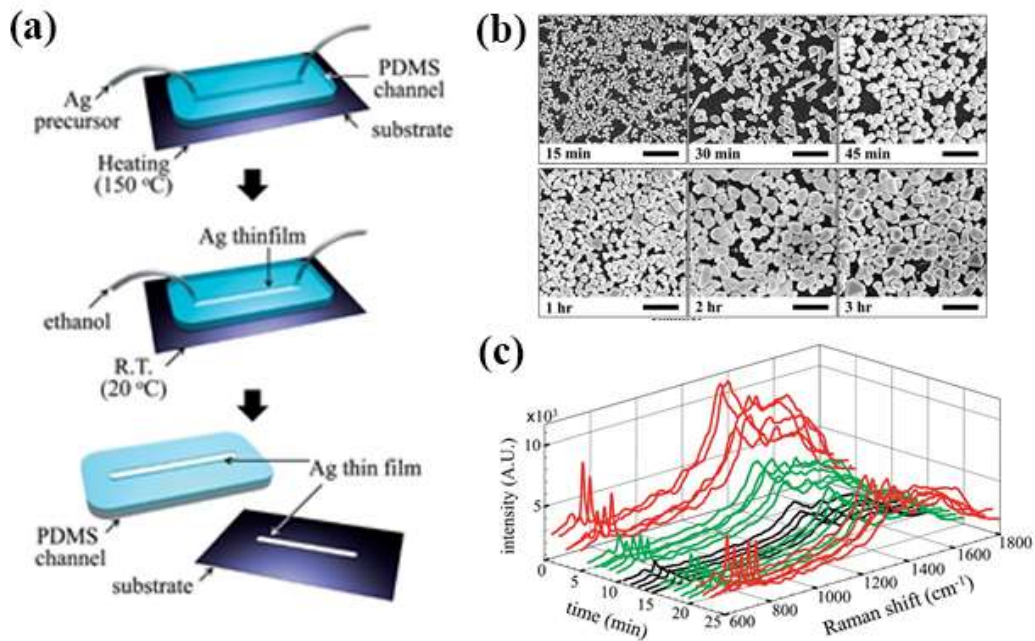 (a)
Ag
precursor
PDMS
channel
substrate
Heating
(150 °C)
Ag thinfilm
ethanol
R.T.
(20 °C)
Ag thin film
PDMS
channel
substrate
(b)
15 min
30 min
45 min
1 hr
2 hr
3 hr
(c)
x10³
10
5
intensity (A.U.)
0
5
10
15
20
25
time (min)
600
800
1000
1200
1400
1600
1800
Raman shift (cm⁻¹)